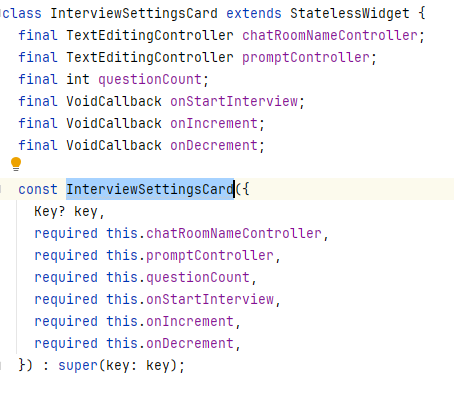 class InterviewSettingsCard extends StatelessWidget {
final TextEditingController chatRoomNameController;
final TextEditingController promptController;
final int questionCount;
final VoidCallback onStartInterview;
final VoidCallback onIncrement;
final VoidCallback onDecrement;
const InterviewSettingsCard({
Key? key,
required this.chatRoomNameController,
required this.promptController,
required this.questionCount,
required this.onStartInterview,
required this.onIncrement,
required this.onDecrement,
}) : super(key: key);